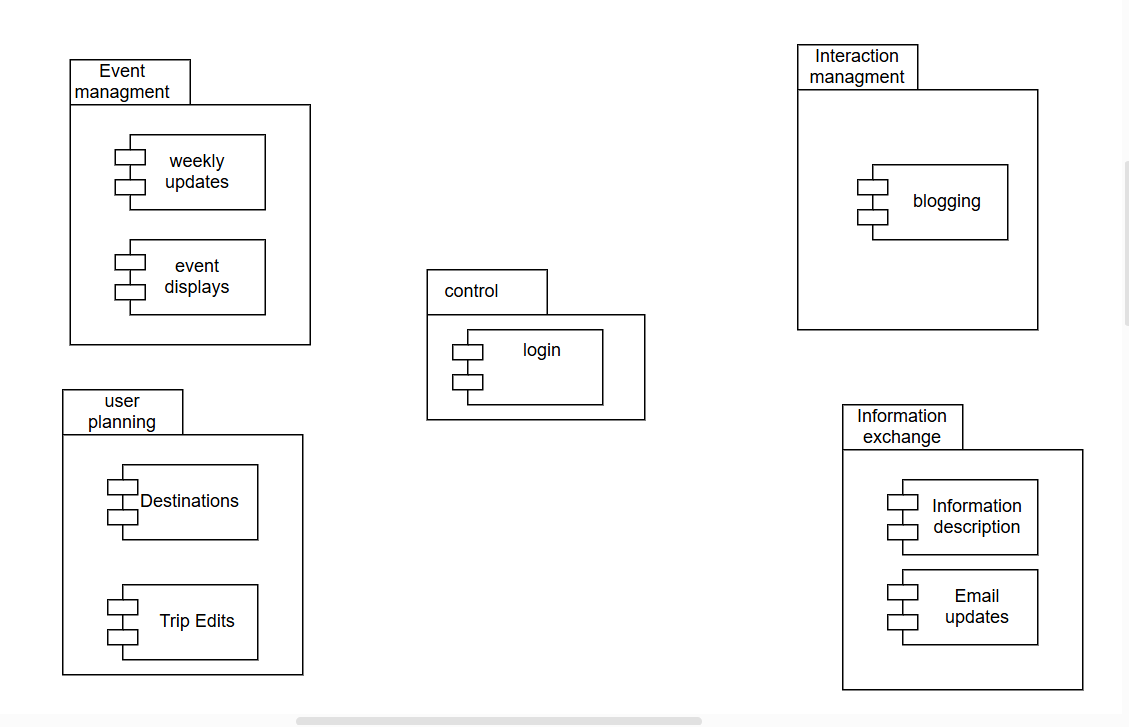 Event
managment
weekly
updates
event
displays
user
planning
Destinations
Trip Edits
control
login
Interaction
managment
blogging
Information
exchange
Information
description
Email
updates